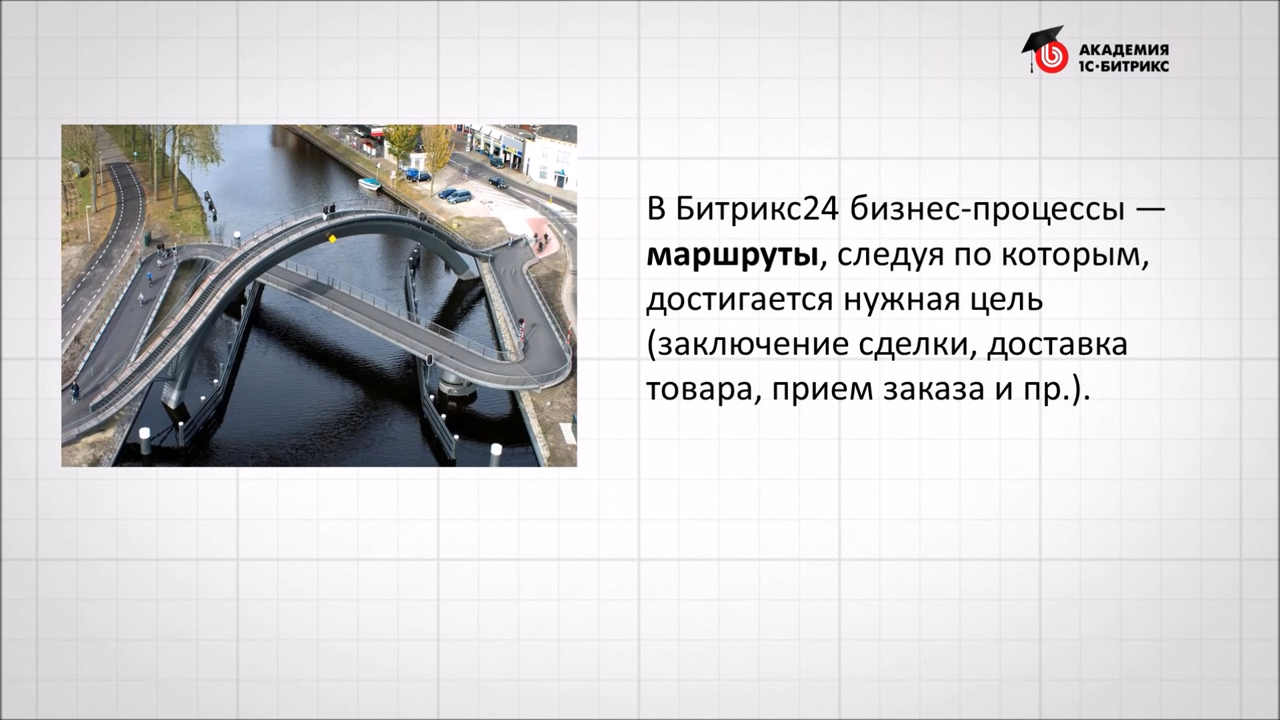 АКАДЕМИЯ
1С-БИТРИКС
В Битрикс24 бизнес-процессы —
маршруты, следуя по которым,
достигается нужная цель
(заключение сделки, доставка
товара, прием заказа и пр.).